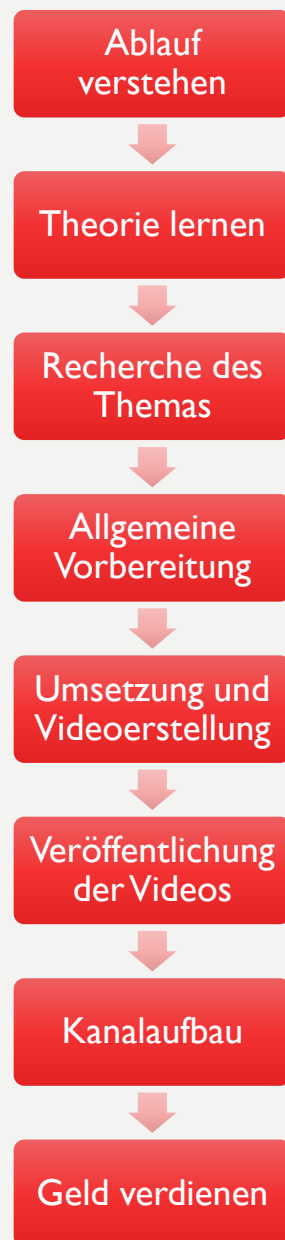 Ablauf
verstehen
Theorie lernen
Recherche des
Themas
Allgemeine
Vorbereitung
Umsetzung und
Videoerstellung
Veröffentlichung
der Videos
Kanalaufbau
Geld verdienen